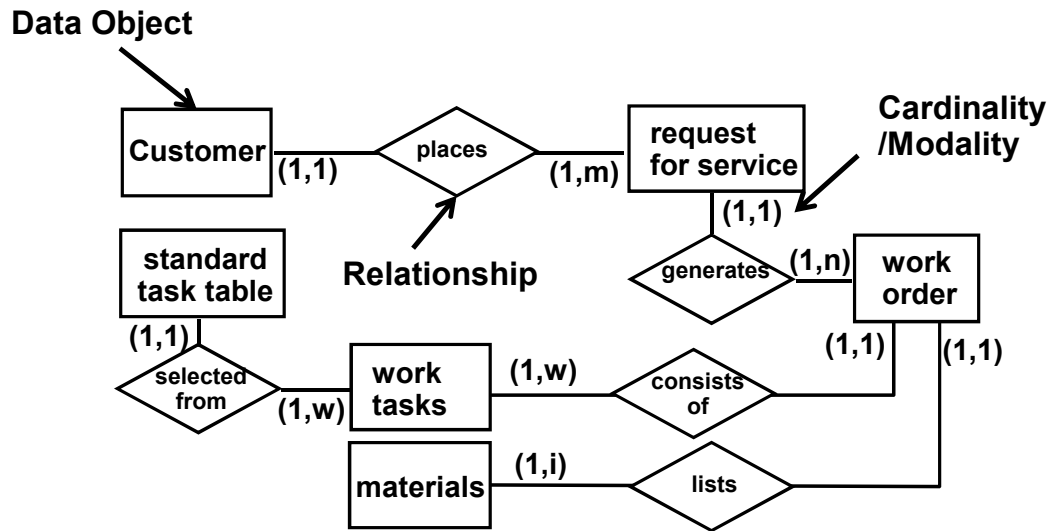 Data Object
Cardinality
/Modality
Customer
(1,1)
places
(1,m)
request
for service
(1,1)
Relationship
standard
task table
(1,1)
generates
(1,n)
work
order
(1,1)
(1,1)
selected
from
(1,w)
work
tasks
(1,w)
consists
of
materials
(1,i)
lists